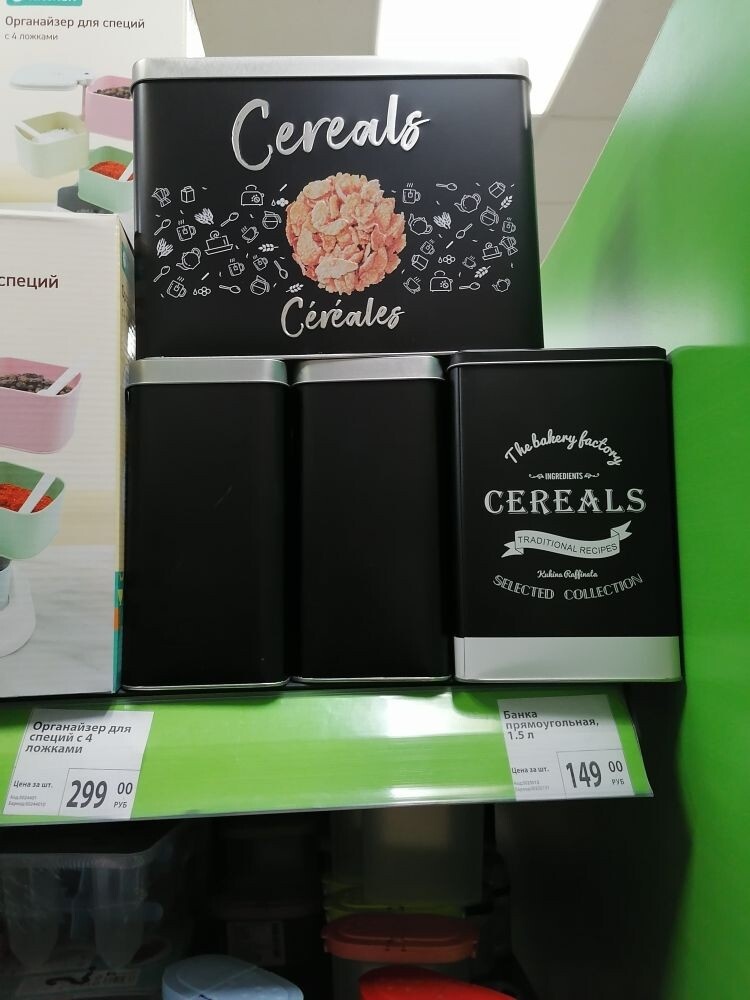 Органайзер для специй
с 4 ложками
специй
Cereals
Céréales
The bakery factory
INGREDIENTS
CEREALS
TRADITIONAL RECIPES
Kukina Raffinata
SELECTED COLLECTION
Органайзер для
специй с 4
ложками
Цена за шт.
299 00
РУБ
Банка
прямоугольная,
1.5 л
Цена за шт.
149 00
РУБ